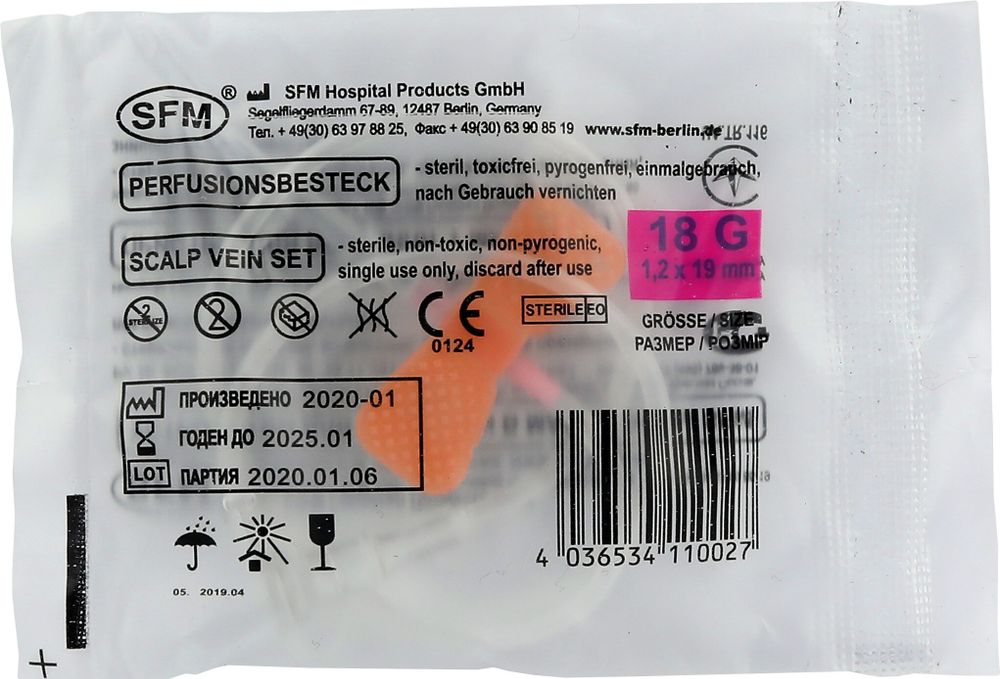 SFM®
SFM Hospital Products GmbH
Segelfliegerdamm 67-89, 12487 Berlin, Germany
Тел. + 49(30) 63 97 88 25, Факс + 49(30) 63 90 85 19 www.sfm-berlin.de
PERFUSIONSBESTECK
- steril, toxicfrei, pyrogenfrei, einmalgebrauch,
nach Gebrauch vernichten
SCALP VEIN SET
- sterile, non-toxic, non-pyrogenic,
single use only, discard after use
18 G
1,2 x 19 mm
2
STERILIZE
2
CE
0124
STERILE EO
GRÖSSE / SIZE
РАЗМЕР / РОЗМІР
ПРОИЗВЕДЕНО 2020-01
ГОДЕН ДО 2025.01
LOT ПАРТИЯ 2020.01.06
4 036534 110027
05. 2019.04